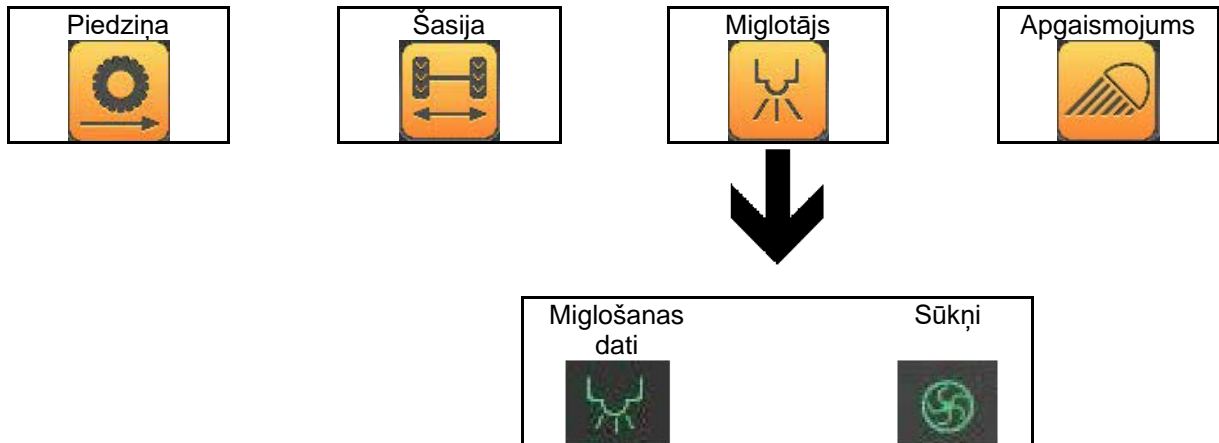 Piedziņa
Šasija
Miglotājs
Apgaismojums
Miglošanas
dati
Sūkņi